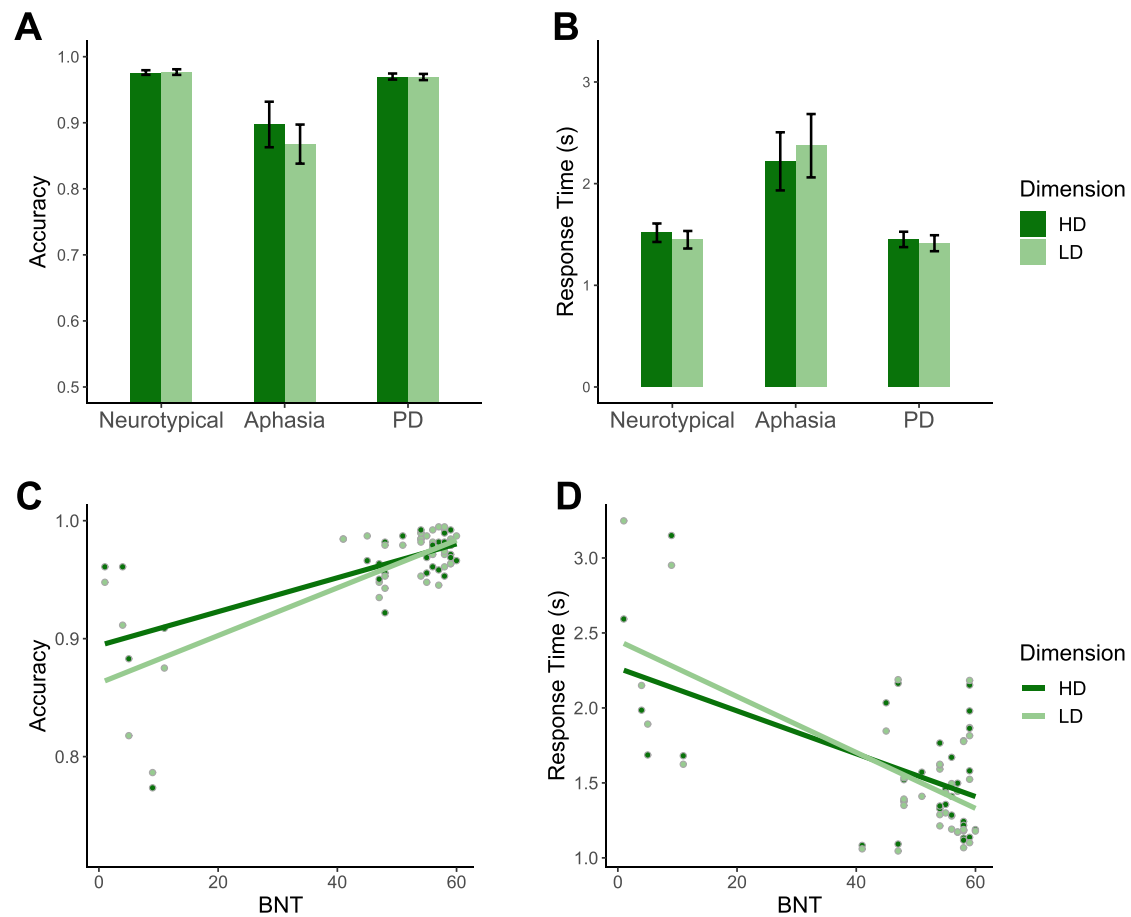 A
Accuracy
1.0
0.9
0.8
0.7
0.6
0.5
Neurotypical Aphasia PD
B
Response Time (s)
3
2
1
0
Neurotypical Aphasia PD
Dimension
HD
LD
C
Accuracy
1.0
0.9
0.8
0 20 40 60
BNT
D
Response Time (s)
3.0
2.5
2.0
1.5
1.0
0 20 40 60
BNT
Dimension
HD
LD